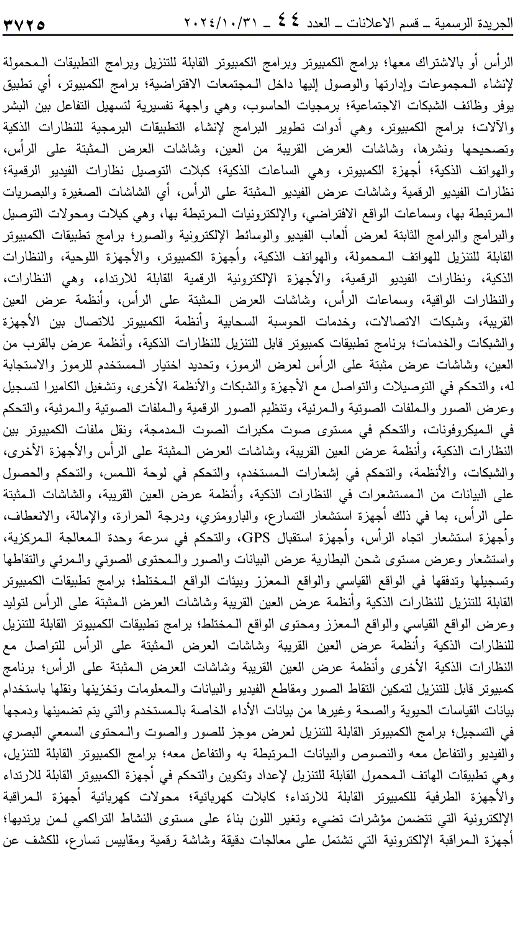 الجريدة الرسمية ــ قسم الاعلانات ــ العدد ٤٤ ــ ٢٠٢٤/١٠/٣١ ٣٧٢٥
الرأس أو بالاشتراك معها؛ برامج الكمبيوتر وبرامج الكمبيوتر القابلة للتنزيل وبرامج التطبيقات المحمولة
لإنشاء المجموعات وإدارتها والوصول إليها داخل المجتمعات الافتراضية؛ برامج الكمبيوتر، أي تطبيق
يوفر وظائف الشبكات الاجتماعية؛ برمجيات الحاسوب، وهي واجهة تفسيرية لتسهيل التفاعل بين البشر
والآلات؛ برامج الكمبيوتر، وهي أدوات تطوير البرامج لإنشاء التطبيقات البرمجية للنظارات الذكية
وتصحيحها ونشرها، وشاشات العرض القريبة من العين، وشاشات العرض المثبتة على الرأس،
والهواتف الذكية؛ أجهزة الكمبيوتر، وهي الساعات الذكية؛ كبلات التوصيل نظارات الفيديو الرقمية؛
نظارات الفيديو الرقمية وشاشات عرض الفيديو المثبتة على الرأس، أي الشاشات الصغيرة والبصريات
المرتبطة بها، وسماعات الواقع الافتراضي، والإلكترونيات المرتبطة بها، وهي كبلات ومحولات التوصيل
والبرامج والبرامج الثابتة لعرض ألعاب الفيديو والوسائط الإلكترونية والصور؛ برامج تطبيقات الكمبيوتر
القابلة للتنزيل للهواتف المحمولة، والهواتف الذكية، وأجهزة الكمبيوتر، والأجهزة اللوحية، والنظارات
الذكية، ونظارات الفيديو الرقمية، والأجهزة الإلكترونية الرقمية القابلة للارتداء، وهي النظارات،
والنظارات الواقية، وسماعات الرأس، وشاشات العرض المثبتة على الرأس، وأنظمة عرض العين
القريبة، وشبكات الاتصالات، وخدمات الحوسبة السحابية وأنظمة الكمبيوتر للاتصال بين الأجهزة
والشبكات والخدمات؛ برنامج تطبيقات كمبيوتر قابل للتنزيل للنظارات الذكية، وأنظمة عرض بالقرب من
العين، وشاشات عرض مثبتة على الرأس لعرض الرموز، وتحديد اختيار المستخدم للرموز والاستجابة
له، والتحكم في التوصيلات والتواصل مع الأجهزة والشبكات والأنظمة الأخرى، وتشغيل الكاميرا لتسجيل
وعرض الصور والملفات الصوتية والمرئية، وتنظيم الصور الرقمية والملفات الصوتية والمرئية، والتحكم
في الميكروفونات، والتحكم في مستوى صوت مكبرات الصوت المدمجة، ونقل ملفات الكمبيوتر بين
النظارات الذكية، وأنظمة عرض العين القريبة، وشاشات العرض المثبتة على الرأس والأجهزة الأخرى،
والشبكات، والأنظمة، والتحكم في إشعارات المستخدم، والتحكم في لوحة اللمس، والتحكم والحصول
على البيانات من المستشعرات في النظارات الذكية، وأنظمة عرض العين القريبة، والشاشات المثبتة
على الرأس، بما في ذلك أجهزة استشعار التسارع، والبارومتري، ودرجة الحرارة، والإمالة، والانعطاف،
وأجهزة استشعار اتجاه الرأس، وأجهزة استقبال GPS، والتحكم في سرعة وحدة المعالجة المركزية،
واستشعار وعرض مستوى شحن البطارية عرض البيانات والصور والمحتوى الصوتي والمرئي والتقاطها
وتسجيلها وتدفقها في الواقع القياسي والواقع المعزز وبيئات الواقع المختلط؛ برامج تطبيقات الكمبيوتر
القابلة للتنزيل للنظارات الذكية وأنظمة عرض العين القريبة وشاشات العرض المثبتة على الرأس لتوليد
وعرض الواقع القياسي والواقع المعزز ومحتوى الواقع المختلط؛ برامج تطبيقات الكمبيوتر القابلة للتنزيل
للنظارات الذكية وأنظمة عرض العين القريبة وشاشات العرض المثبتة على الرأس للتواصل مع
النظارات الذكية الأخرى وأنظمة عرض العين القريبة وشاشات العرض المثبتة على الرأس؛ برنامج
كمبيوتر قابل للتنزيل لتمكين التقاط الصور ومقاطع الفيديو والبيانات والمعلومات وتخزينها ونقلها باستخدام
بيانات القياسات الحيوية والصحة وغيرها من بيانات الأداء الخاصة بالمستخدم والتي يتم تضمينها ودمجها
في التسجيل؛ برامج الكمبيوتر القابلة للتنزيل لعرض موجز للصور والصوت والمحتوى السمعي البصري
والفيديو والتفاعل معه والنصوص والبيانات المرتبطة به والتفاعل معه؛ برامج الكمبيوتر القابلة للتنزيل،
وهي تطبيقات الهاتف المحمول القابلة للتنزيل لإعداد وتكوين والتحكم في أجهزة الكمبيوتر القابلة للارتداء
والأجهزة الطرفية للكمبيوتر القابلة للارتداء؛ كابلات كهربائية؛ محولات كهربائية أجهزة المراقبة
الإلكترونية التي تتضمن مؤشرات تضيء وتغير اللون بناءً على مستوى النشاط التراكمي لمن يرتديها؛
أجهزة المراقبة الإلكترونية التي تشتمل على معالجات دقيقة وشاشة رقمية ومقاييس تسارع، للكشف عن